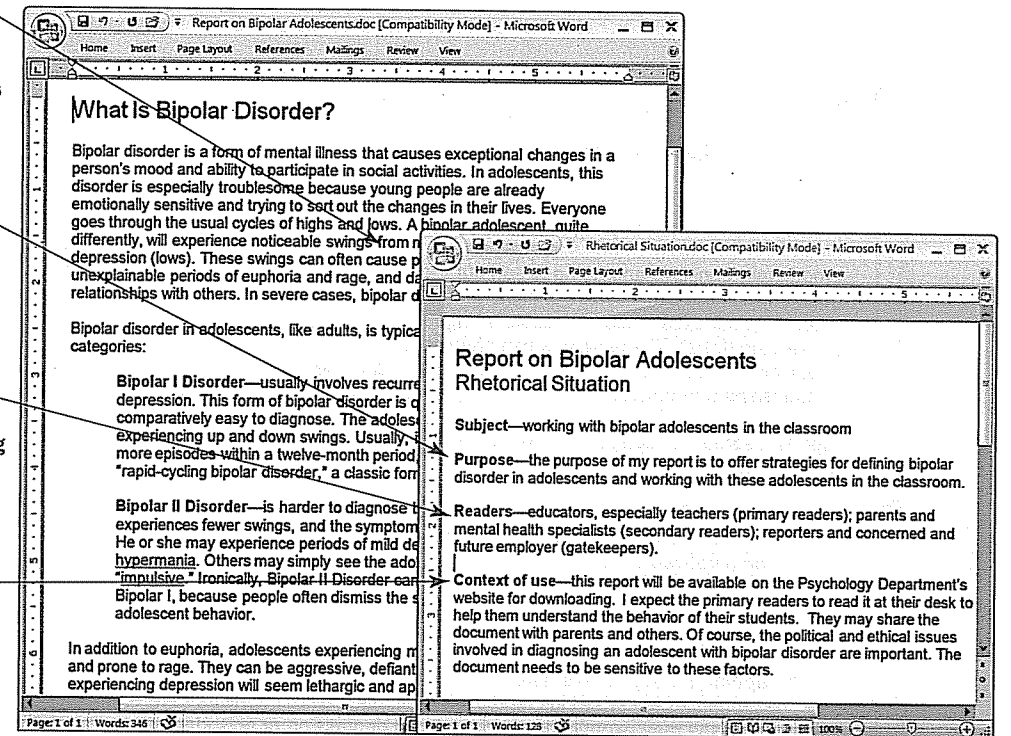 Report on Bipolar Adolescents.doc [Compatibility Mode] - Microsoft Word
Home Insert Page Layout References Mailings Review View
1 2 3 4 5
What Is Bipolar Disorder?
Bipolar disorder is a form of mental illness that causes exceptional changes in a
person's mood and ability to participate in social activities. In adolescents, this
disorder is especially troublesome because young people are already
emotionally sensitive and trying to sort out the changes in their lives. Everyone
goes through the usual cycles of highs and lows. A bipolar adolescent, quite
differently, will experience noticeable swings from
depression (lows). These swings can often cause
unexplainable periods of euphoria and rage, and
relationships with others. In severe cases, bipolar
Bipolar disorder in adolescents, like adults, is
categories:
Bipolar I Disorder—usually involves
depression. This form of bipolar disorder is
comparatively easy to diagnose. The
experiencing up and down swings. Usually,
more episodes within a twelve-month period,
"rapid-cycling bipolar disorder," a classic
Bipolar II Disorder—is harder to diagnose
experiences fewer swings, and the
He or she may experience periods of mild
hypermania. Others may simply see the
"impulsive." Ironically, Bipolar II Disorder
Bipolar I, because people often dismiss the
adolescent behavior.
In addition to euphoria, adolescents experiencing
and prone to rage. They can be aggressive, defiant
experiencing depression will seem lethargic and
Page: 1 of 1 Words: 346
Rhetorical Situation.doc [Compatibility Mode] - Microsoft Word
Home Insert Page Layout References Mailings Review View
1 2 3 4 5
Report on Bipolar Adolescents
Rhetorical Situation
Subject—working with bipolar adolescents in the classroom
Purpose—the purpose of my report is to offer strategies for defining bipolar
disorder in adolescents and working with these adolescents in the classroom.
Readers—educators, especially teachers (primary readers); parents and
mental health specialists (secondary readers); reporters and concerned and
future employer (gatekeepers).
Context of use—this report will be available on the Psychology Department's
website for downloading. I expect the primary readers to read it at their desk to
help them understand the behavior of their students. They may share the
document with parents and others. Of course, the political and ethical issues
involved in diagnosing an adolescent with bipolar disorder are important. The
document needs to be sensitive to these factors.
Page: 1 of 1 Words: 125
100%